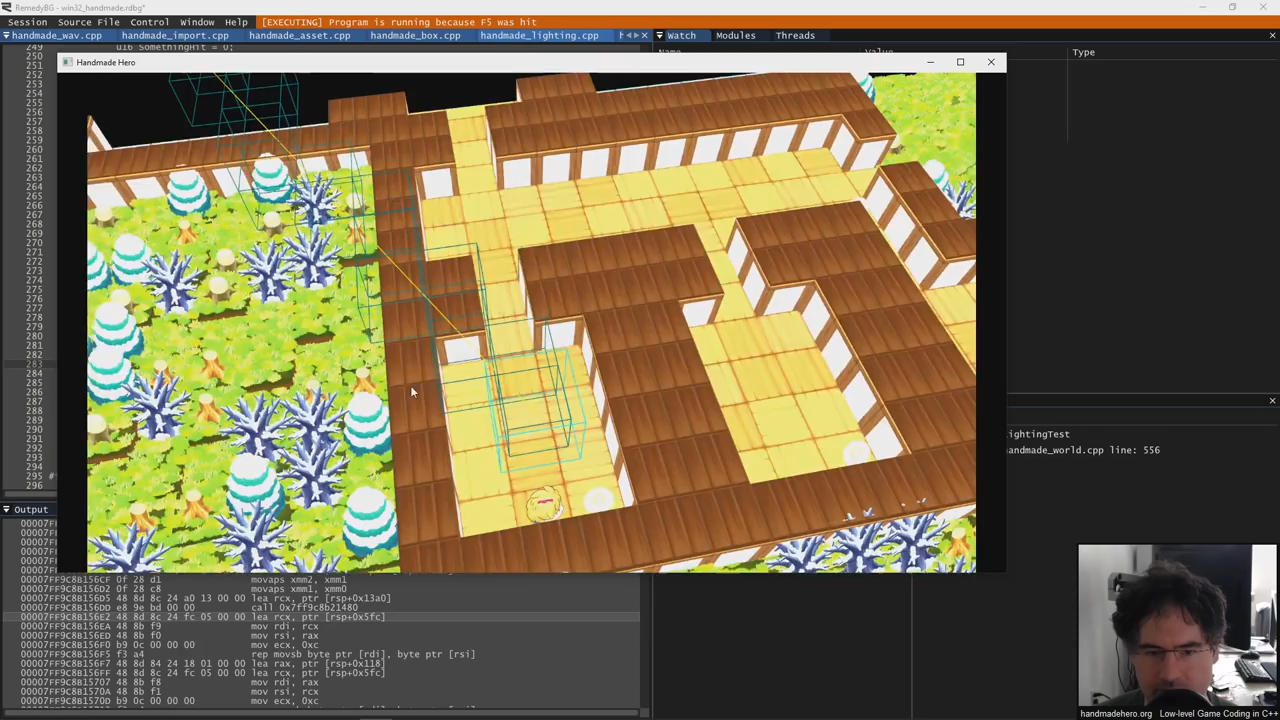 RemedyBG - win32_handmade.rdbg*
Session Source File Control Window Help [EXECUTING] Program is running because F5 was hit
handmade_wav.cpp handmade_import.cpp handmade_asset.cpp handmade_box.cpp handmade_lighting.cpp
Watch Modules Threads
249 u16 SomethingHit = 0;
Type
250
251
252
253
254
255
256
257
258
259
260
261
262
263
264
265
266
267
268
269
270
271
272
273
274
275
276
277
278
279
280
281
282
283
284
285
286
287
288
289
290
291
292
293
294
295
296
Handmade Hero
LightingTest
handmade_world.cpp line: 556
Output
00007FF9C8B156CF 0f 28 d1 movaps xmm2, xmm1
00007FF9C8B156D2 0f 28 c8 movaps xmm1, xmm0
00007FF9C8B156D5 48 8d 8c 24 a0 13 00 00 lea rcx, ptr [rsp+0x13a0]
00007FF9C8B156DD e8 9e bd 00 00 call 0x7ff9c8b21480
00007FF9C8B156E2 48 8d 8c 24 fc 05 00 00 lea rcx, ptr [rsp+0x5fc]
00007FF9C8B156EA 48 8b f9 mov rdi, rcx
00007FF9C8B156ED 48 8b f0 mov rsi, rax
00007FF9C8B156F0 b9 0c 00 00 00 mov ecx, 0xc
00007FF9C8B156F5 f3 a4 rep movsb byte ptr [rdi], byte ptr [rsi]
00007FF9C8B156F7 48 8d 84 24 18 01 00 00 lea rax, ptr [rsp+0x118]
00007FF9C8B156FF 48 8d 8c 24 fc 05 00 00 lea rcx, ptr [rsp+0x5fc]
00007FF9C8B15707 48 8b f8 mov rdi, rax
00007FF9C8B1570A 48 8b f1 mov rsi, rcx
00007FF9C8B1570D b9 0c 00 00 00 mov ecx, 0xc
handmadehero.org Low-level Game Coding in C++